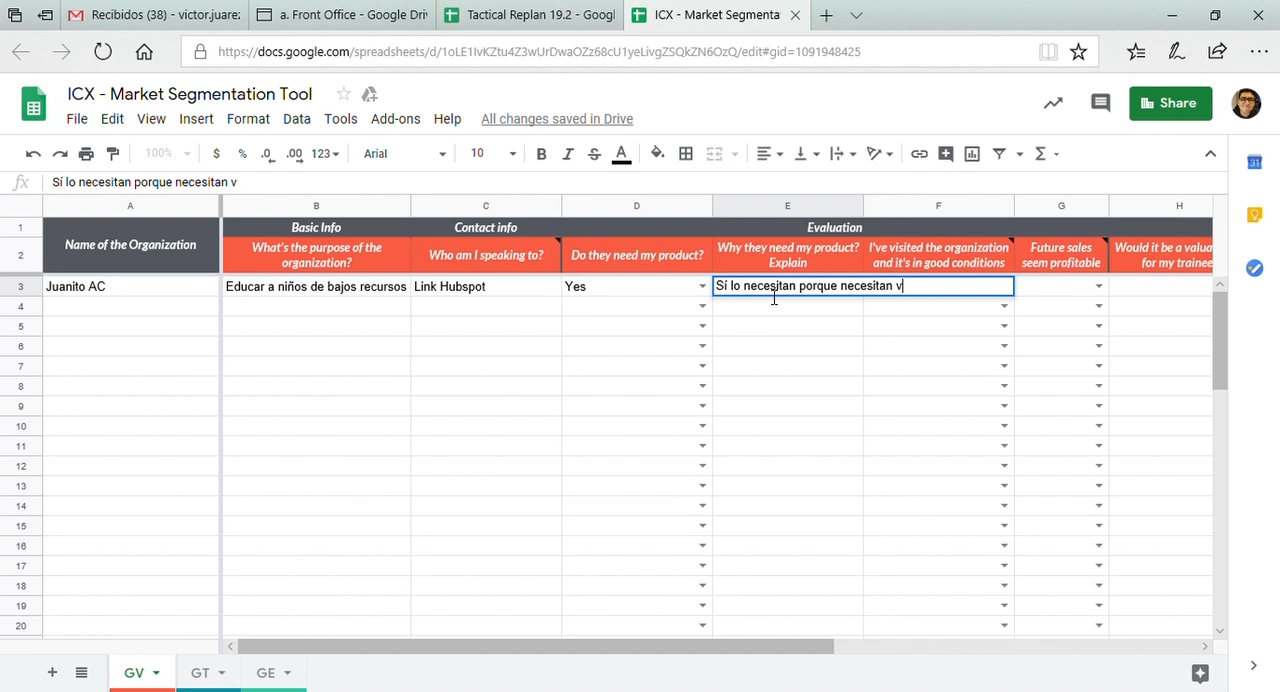 Recibidos (38) - victor.juarez
a. Front Office - Google Dri
Tactical Replan 19.2 - Googl
ICX - Market Segmenta
https://docs.google.com/spreadsheets/d/1oLE1IvKZtu4Z3wUrDwaOZz68cU1yeLivgZSQkZN6OzQ/edit#gid=1091948425
ICX - Market Segmentation Tool
File Edit View Insert Format Data Tools Add-ons Help All changes saved in Drive
Share
100% $ % .0 .00 123 Arial 10 B I S A
fx Sí lo necesitan porque necesitan v
A B C D E F G H
1 Name of the Organization Basic Info Contact info Evaluation
2 What's the purpose of the organization? Who am I speaking to? Do they need my product? Why they need my product? Explain I've visited the organization and it's in good conditions Future sales seem profitable Would it be a valua for my trainee
3 Juanito AC Educar a niños de bajos recursos Link Hubspot Yes Sí lo necesitan porque necesitan v
4
5
6
7
8
9
10
11
12
13
14
15
16
17
18
19
20
GV GT GE
31